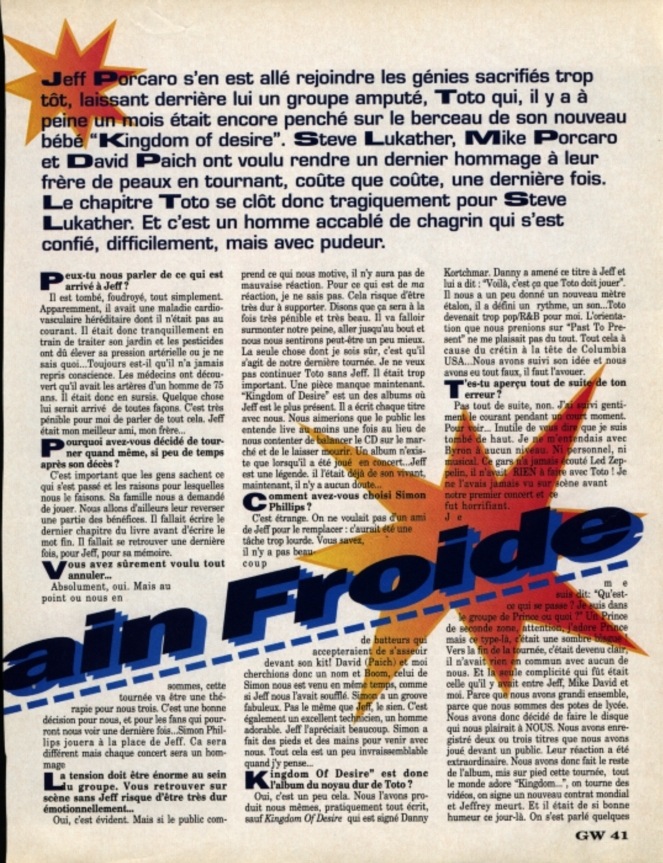 Jeff Porcaro s'en est allé rejoindre les génies sacrifiés trop
tôt, laissant derrière lui un groupe amputé, Toto qui, il y a à
peine un mois était encore penché sur le berceau de son nouveau
bébé "Kingdom of desire". Steve Lukather, Mike Porcaro
et David Paich ont voulu rendre un dernier hommage à leur
frère de peaux en tournant, coûte que coûte, une dernière fois.
Le chapitre Toto se clôt donc tragiquement pour Steve
Lukather. Et c'est un homme accablé de chagrin qui s'est
confié, difficilement, mais avec pudeur.
Peux-tu nous parler de ce qui est
arrivé à Jeff ?
Il est tombé, foudroyé, tout simplement.
Apparemment, il avait une maladie cardio-
vasculaire héréditaire dont il n'était pas au
courant. Il était donc tranquillement en
train de traiter son jardin et les pesticides
ont dû élever sa pression artérielle ou je ne
sais quoi...Toujours est-il qu'il n'a jamais
repris conscience. Les médecins ont décou-
vert qu'il avait les artères d'un homme de 75
ans. Il était donc en sursis. Quelque chose
lui serait arrivé de toutes façons. C'est très
pénible pour moi de parler de tout cela. Jeff
était mon meilleur ami, mon frère...
Pourquoi avez-vous décidé de tour-
ner quand même, si peu de temps
après son décès ?
C'est important que les gens sachent ce
qui s'est passé et les raisons pour lesquelles
nous le faisons. Sa famille nous a demandé
de jouer. Nous allons d'ailleurs leur reverser
une partie des bénéfices. Il fallait écrire le
dernier chapitre du livre avant d'écrire le
mot fin. Il fallait se retrouver une dernière
fois, pour Jeff, pour sa mémoire.
Vous avez sûrement voulu tout
annuler...
Absolument, oui. Mais au
point ou nous en
sommes, cette
tournée va être une thé-
rapie pour nous trois. C'est une bonne
décision pour nous, et pour les fans qui pour-
ront nous voir une dernière fois...Simon Phil-
lips jouera à la place de Jeff. Ca sera
différent mais chaque concert sera un hom-
mage
La tension doit être énorme au sein
du groupe. Vous retrouver sur
scène sans Jeff risque d'être très dur
émotionnellement...
Oui, c'est évident. Mais si le public com-
prend ce qui nous motive, il n'y aura pas de
mauvaise réaction. Pour ce qui est de ma
réaction, je ne sais pas. Cela risque d'être
très dur à supporter. Disons que ça sera à la
fois très pénible et très beau. Il va falloir
surmonter notre peine, aller jusqu'au bout et
nous nous sentirons peut-être un peu mieux.
La seule chose dont je sois sûr, c'est qu'il
s'agit de notre dernière tournée. Je ne veux
pas continuer Toto sans Jeff. Il était trop
important. Une pièce manque maintenant.
"Kingdom of Desire" est un des albums où
Jeff est le plus présent. Il a écrit chaque titre
avec nous. Nous aimerions que le public les
entende live au moins une fois au lieu de
nous contenter de balancer le CD sur le mar-
ché et de le laisser mourir. Un album n'exis-
te que lorsqu'il a été joué en concert...Jeff
est une légende. il l'était déjà de son vivant,
maintenant, il n'y a aucun doute...
Comment avez-vous choisi Simon
Phillips ?
C'est étrange. On ne voulait pas d'un ami
de Jeff pour le remplacer : c'aurait été une
tâche trop lourde. Vous savez,
il n'y a pas beau
coup
de batteurs qui
accepteraient de s'asseoir
devant son kit! David (Paich) et moi
cherchions donc un nom et Boom, celui de
Simon nous est venu en même temps, comme
si Jeff nous l'avait soufflé. Simon a un groove
fabuleux. Pas le même que Jeff, le sien. C'est
également un excellent technicien, un homme
adorable. Jeff l'appréciait beaucoup. Simon a
fait des pieds et des mains pour venir avec
nous. Tout cela est un peu invraissemblable
quand j'y pense...
Kingdom Of Desire" est donc
l'album du noyau dur de Toto ?
Oui, c'est un peu cela. Nous l'avons pro-
duit nous mêmes, pratiquement tout écrit,
sauf Kingdom Of Desire qui est signé Danny
Kortchmar. Danny a amené ce titre à Jeff et
lui a dit : "Voilà, c'est ça que Toto doit jouer".
Il nous a un peu donné un nouveau mètre
étalon, il a défini un rythme, un son...Toto
devenait trop pop/R&B pour moi. L'orienta-
tion que nous prenions sur "Past To Pre-
sent" ne me plaisait pas du tout. Tout cela à
cause du crétin à la tête de Columbia
USA...Nous avons suivi son idée et nous
avons eu tout faux, il faut l'avouer.
T'es-tu aperçu tout de suite de ton
erreur ?
Pas tout de suite, non. J'ai suivi genti-
ment le courant pendant un court moment.
Pour voir... Inutile de vous dire que je suis
tombé de haut. Je ne m'entendais avec
Byron à aucun niveau. Ni personnel, ni
musical. Ce gars n'a jamais écouté Led Zep-
pelin, il n'avait RIEN à faire avec Toto ! Je
ne l'avais jamais vu sur scène avant
notre premier concert et ce
fut horrifiant.
J e
m e
suis dit: "Qu'est-
ce qui se passe ? Je suis dans
le groupe de Prince ou quoi ?" Un Prince
de seconde zone, attention, j'adore Prince
mais ce type-là, c'était une sombre blague.
Vers la fin de la tournée, c'était devenu clair,
il n'avait rien en commun avec aucun de
nous. Et la seule complicité qui fût était
celle qu'il y avait entre Jeff, Mike David et
moi. Parce que nous avons grandi ensemble,
parce que nous sommes des potes de lycée.
Nous avons donc décidé de faire le disque
qui nous plairait à NOUS. Nous avons enre-
gistré deux ou trois titres que nous avons
joué devant un public. Leur réaction a été
extraordinaire. Nous avons donc fait le reste
de l'album, mis sur pied cette tournée, tout
le monde adore "Kingdom...", on tourne des
vidéos, on signe un nouveau contrat mondial
et Jeffrey meurt. Et il était de si bonne
humeur ce jour-là. On s'est parlé quelques
ain Froide
GW 41